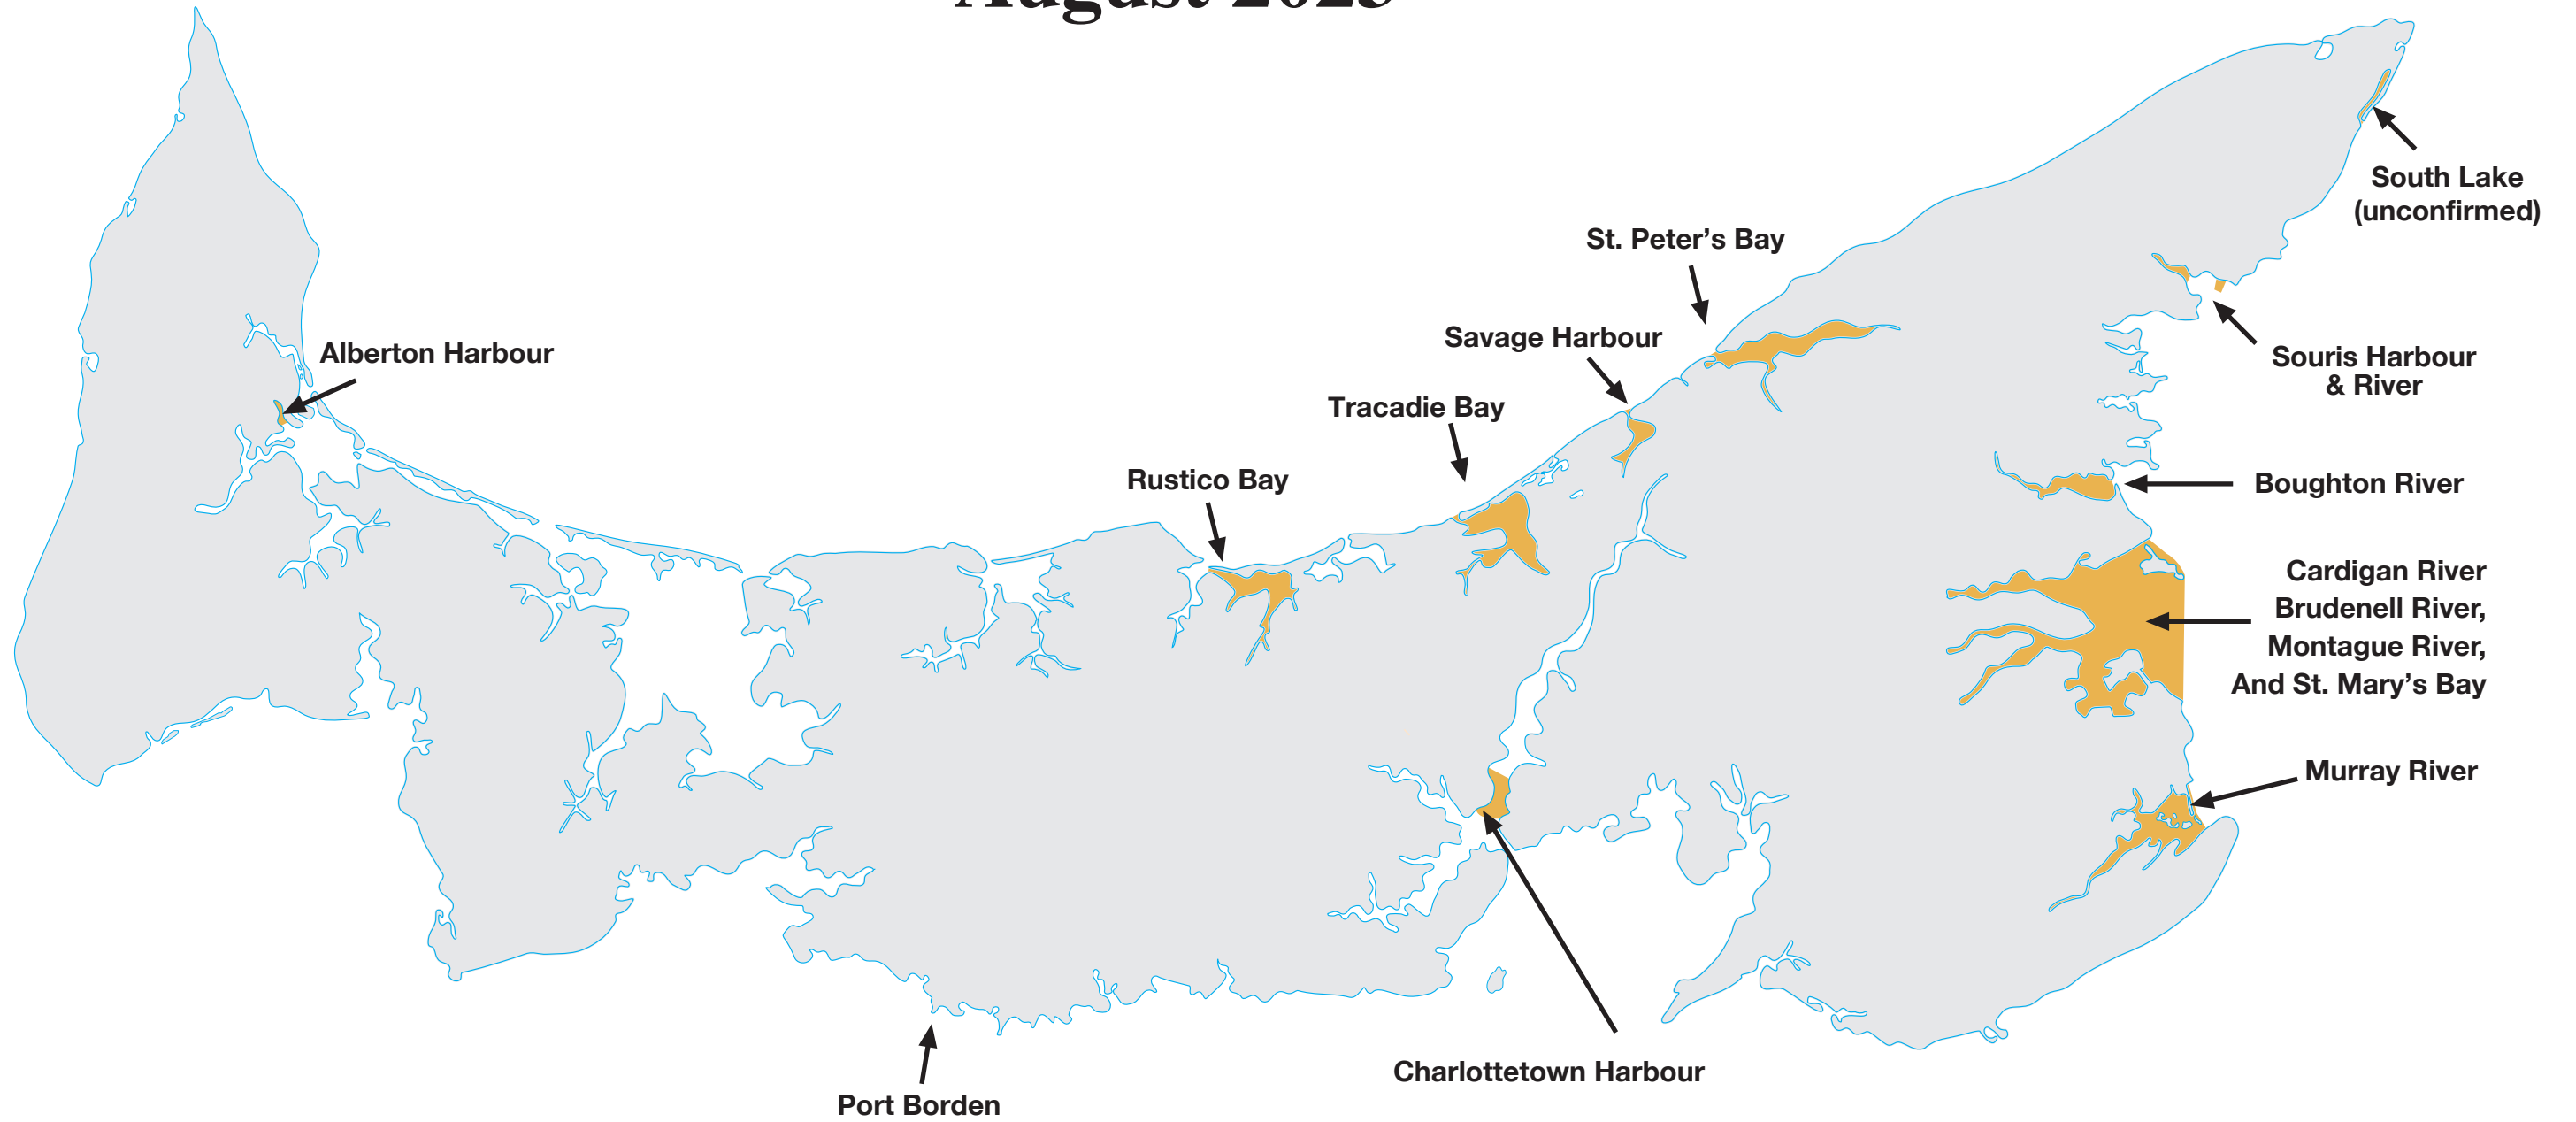 August
South Lake
(unconfirmed)
St. Peter’s Bay
Savage Harbour
Alberton Harbour
Souris Harbour
& River
Tracadie Bay
Rustico Bay
Boughton River
Cardigan River
Brudenell River,
Montague River,
And St. Mary’s Bay
Murray River
Charlottetown Harbour
Port Borden